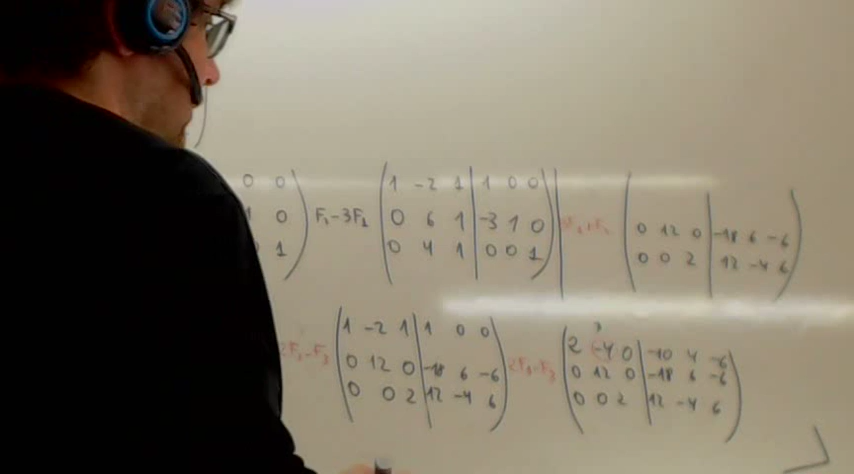 0 0
0 F₂-3F₁
1
1 -2 1 | 1 0 0
0 6 1 | -3 1 0
0 4 1 | 0 0 1
0 12 0 | -18 6 -6
0 0 2 | 12 -4 6
2F₂-F₃
1 -2 1 | 1 0 0
0 12 0 | -18 6 -6
0 0 2 | 12 -4 6
2F₁-F₃
2 -4 0 | -10 4 -6
0 12 0 | -18 6 -6
0 0 2 | 12 -4 6